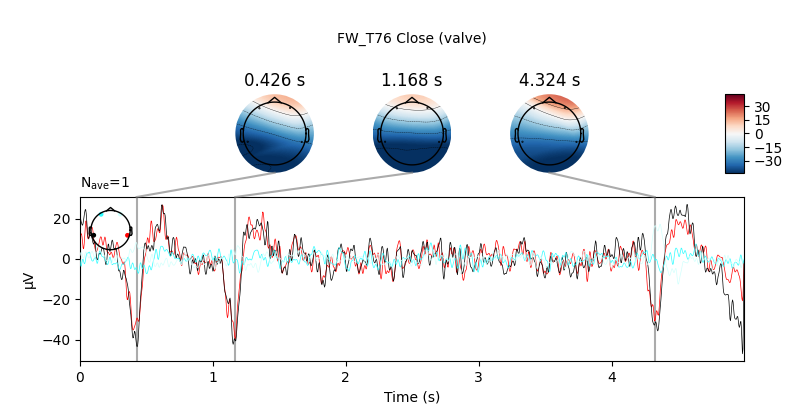 FW_T76 Close (valve)
0.426 s 1.168 s 4.324 s
30
15
0
−15
−30
Nave=1
20
0
−20
−40
µV
0 1 2 3 4
Time (s)